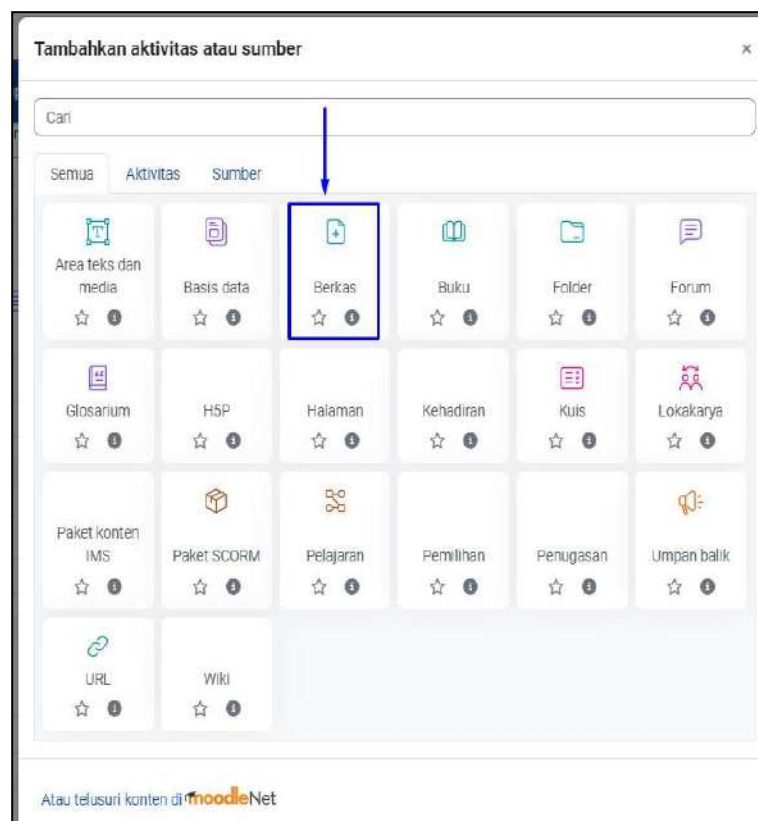 Tambahkan aktivitas atau sumber
Cari
Semua Aktivitas Sumber
Area teks dan
media
Basis data
Berkas
Buku
Folder
Forum
Glosarium
H5P
Halaman
Kehadiran
Kuis
Lokakarya
Paket konten
IMS
Paket SCORM
Pelajaran
Pemilihan
Penugasan
Umpan balik
URL
Wiki
Atau telusuri konten di moodleNet